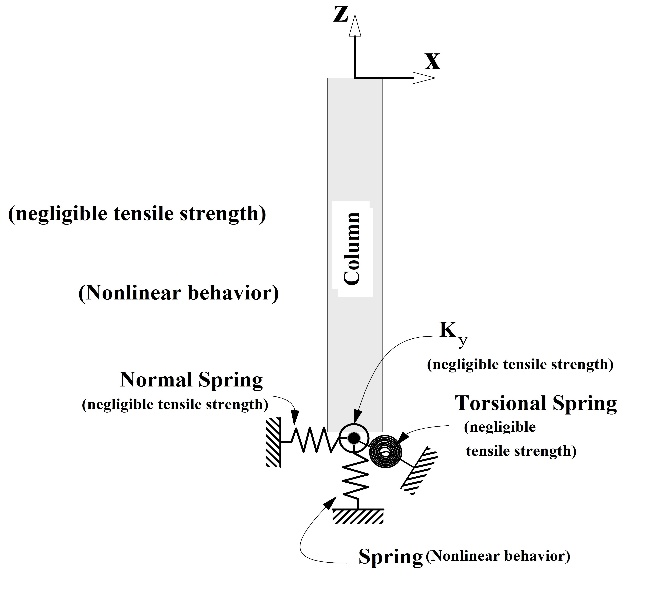 Z
X
(negligible tensile strength)
Column
(Nonlinear behavior)
Ky
(negligible tensile strength)
Normal Spring
(negligible tensile strength)
Torsional Spring
(negligible
tensile strength)
Spring (Nonlinear behavior)